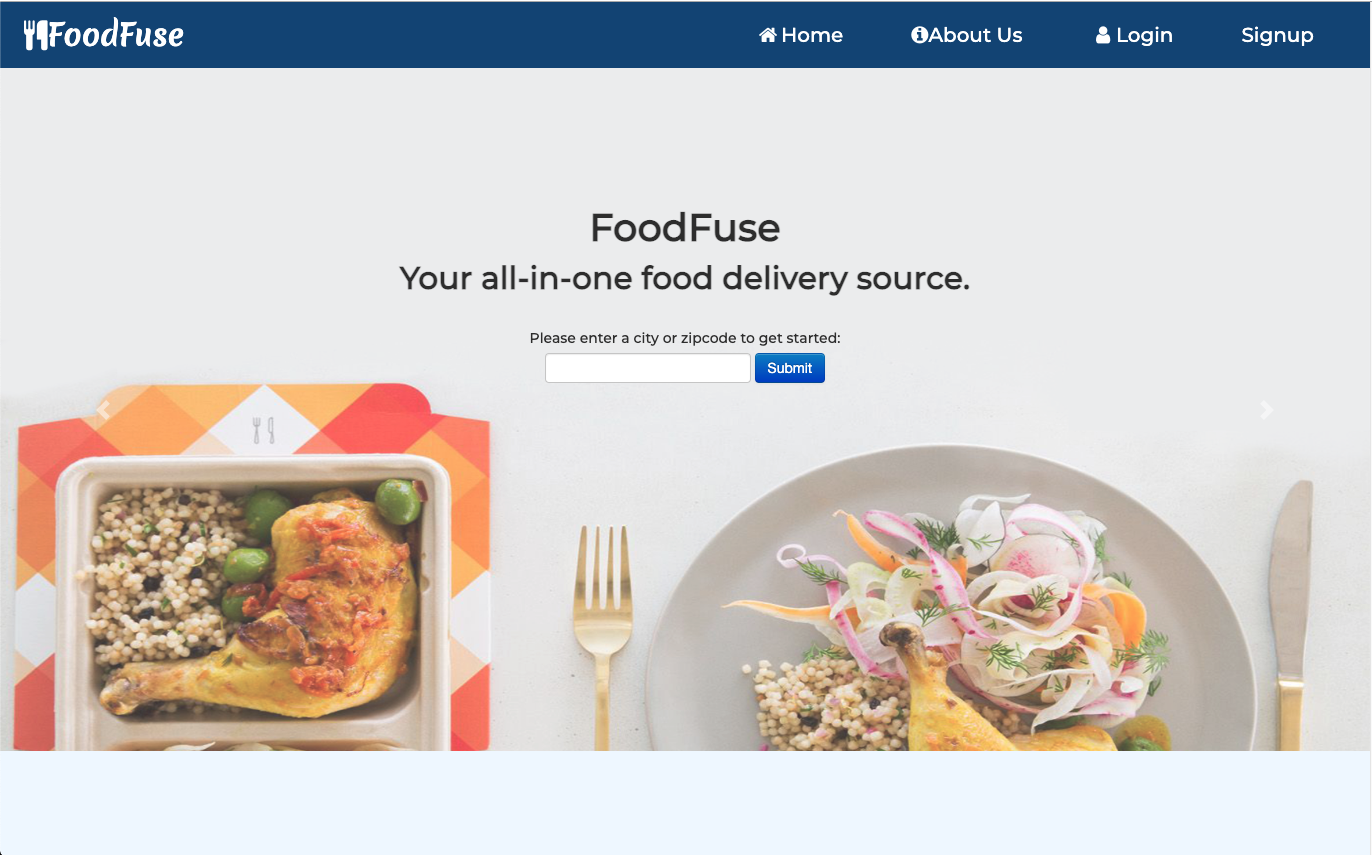 FoodFuse
Home About Us Login Signup
FoodFuse
Your all-in-one food delivery source.
Please enter a city or zipcode to get started:
Submit